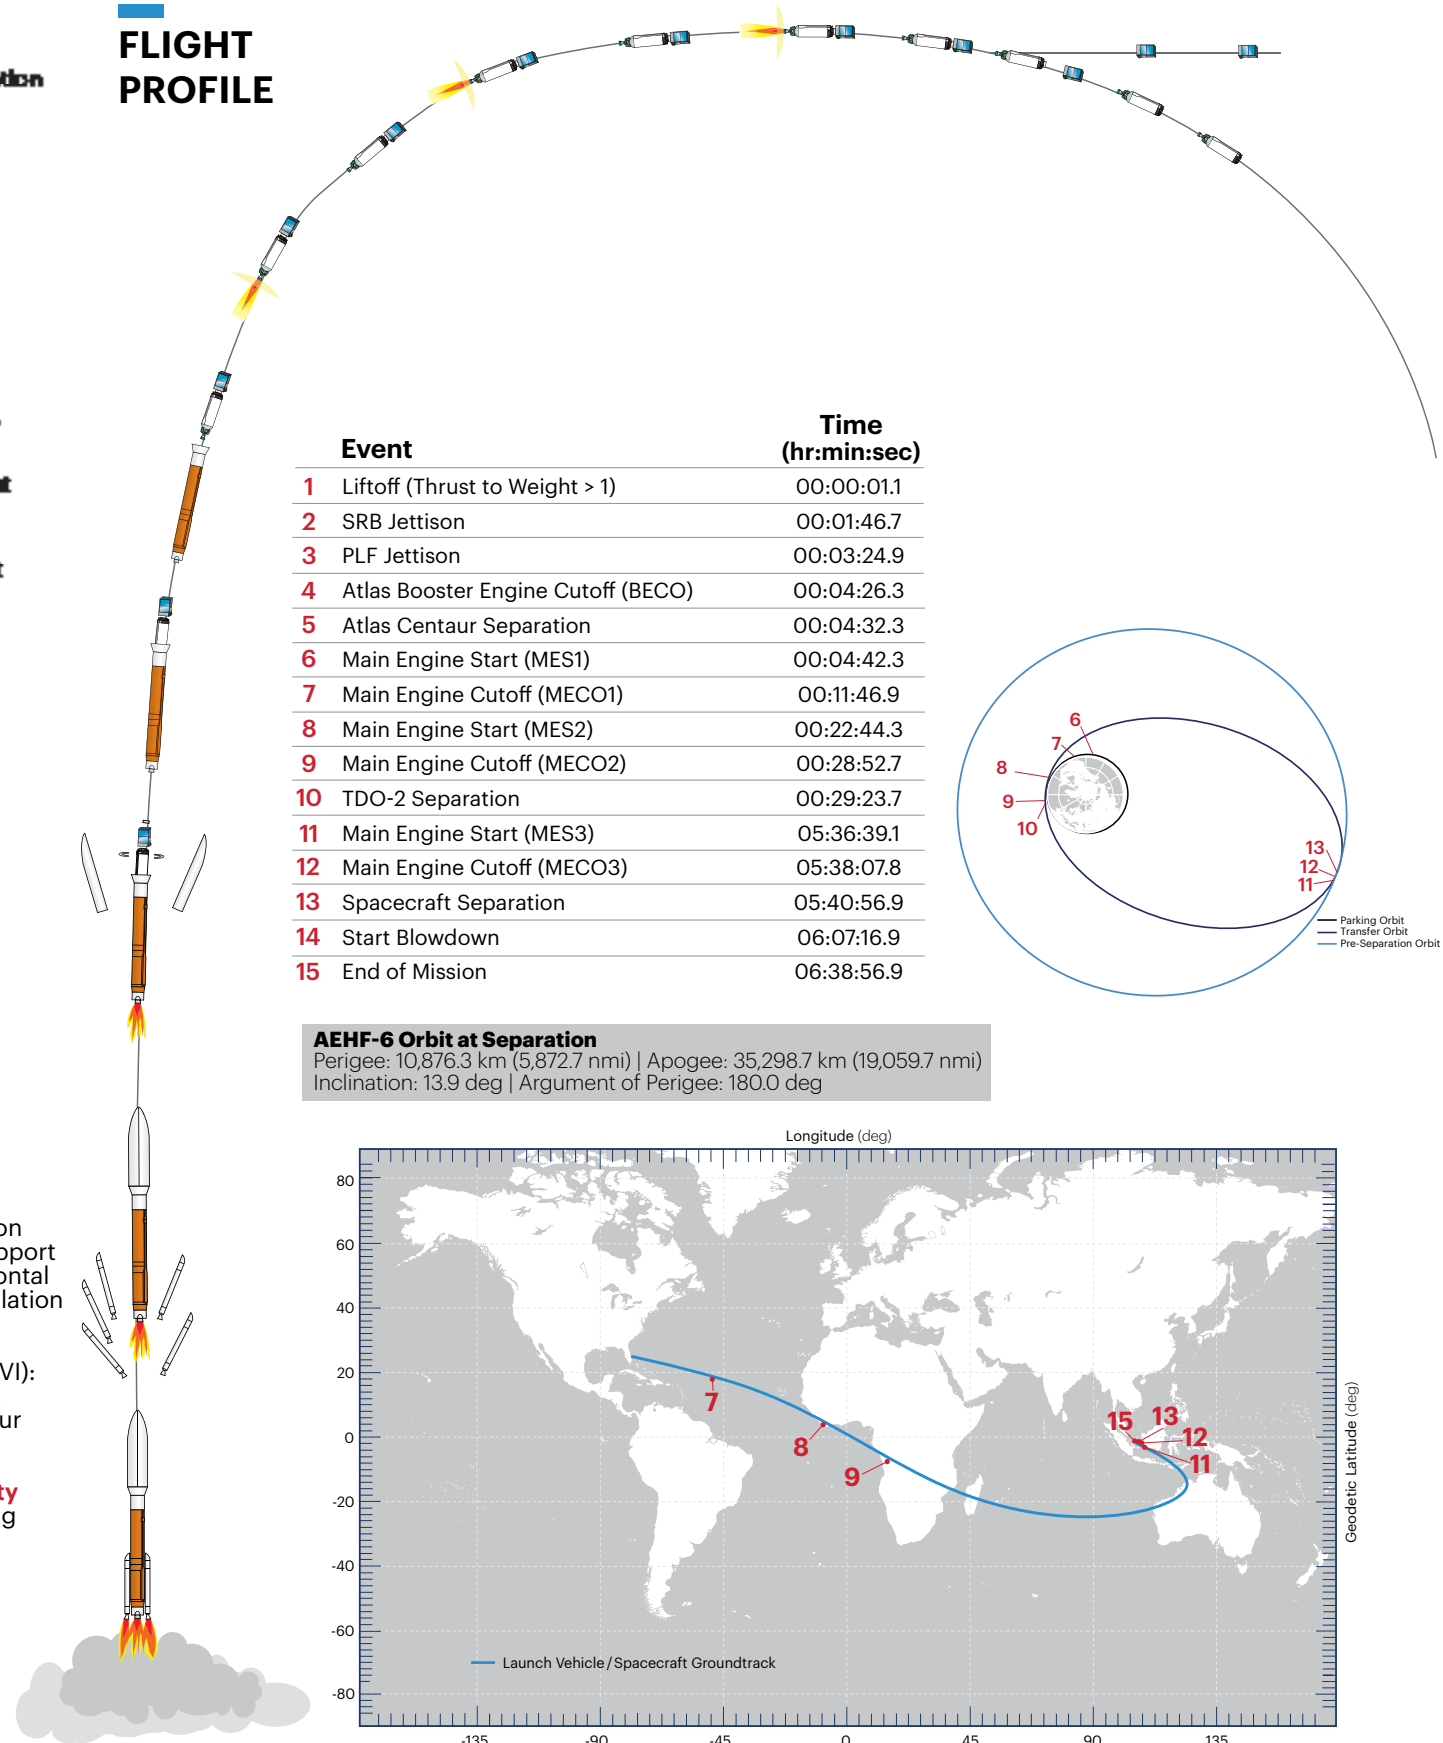 FLIGHT
PROFILE
Event
Time
(hr:min:sec)
1 Liftoff (Thrust to Weight > 1) 00:00:01.1
2 SRB Jettison 00:01:46.7
3 PLF Jettison 00:03:24.9
4 Atlas Booster Engine Cutoff (BECO) 00:04:26.3
5 Atlas Centaur Separation 00:04:32.3
6 Main Engine Start (MES1) 00:04:42.3
7 Main Engine Cutoff (MECO1) 00:11:46.9
8 Main Engine Start (MES2) 00:22:44.3
9 Main Engine Cutoff (MECO2) 00:28:52.7
10 TDO-2 Separation 00:29:23.7
11 Main Engine Start (MES3) 05:36:39.1
12 Main Engine Cutoff (MECO3) 05:38:07.8
13 Spacecraft Separation 05:40:56.9
14 Start Blowdown 06:07:16.9
15 End of Mission 06:38:56.9
6
7
8
9
10
13
12
11
Parking Orbit
Transfer Orbit
Pre-Separation Orbit
AEHF-6 Orbit at Separation
Perigee: 10,876.3 km (5,872.7 nmi) | Apogee: 35,298.7 km (19,059.7 nmi)
Inclination: 13.9 deg | Argument of Perigee: 180.0 deg
Longitude (deg)
80
60
40
20
0
-20
-40
-60
-80
7
8
9
15
13
12
11
Geodetic Latitude (deg)
Launch Vehicle/Spacecraft Groundtrack
-135 -90 -45 0 45 90 135
on
pport
ontal
lation
VI):
ur
ty
g